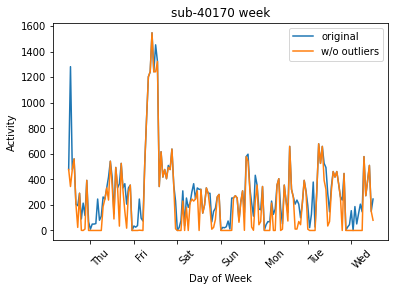 sub-40170 week
original
w/o outliers
1600
1400
1200
1000
800
600
400
200
0
Activity
Thu
Fri
Sat
Sun
Mon
Tue
Wed
Day of Week